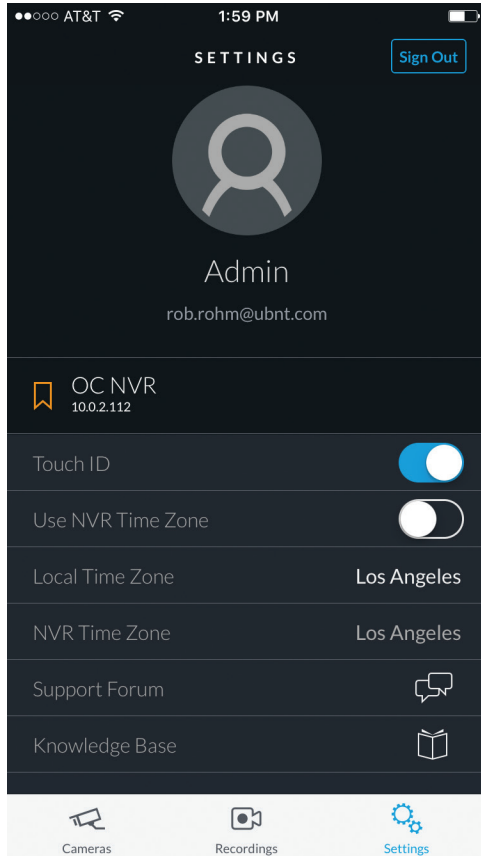 AT&T 1:59 PM
SETTINGS Sign Out
Admin
rob.rohm@ubnt.com
OC NVR
10.0.2.112
Touch ID
Use NVR Time Zone
Local Time Zone Los Angeles
NVR Time Zone Los Angeles
Support Forum
Knowledge Base
Cameras Recordings Settings